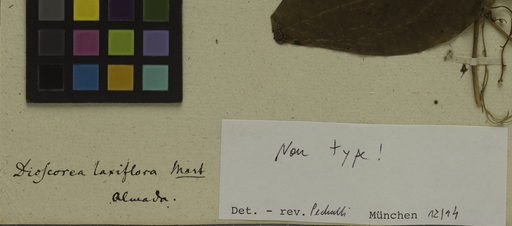 Dioscorea laxiflora Mart
Almada.
Non type!
Det. - rev. Pedralli München 12/94